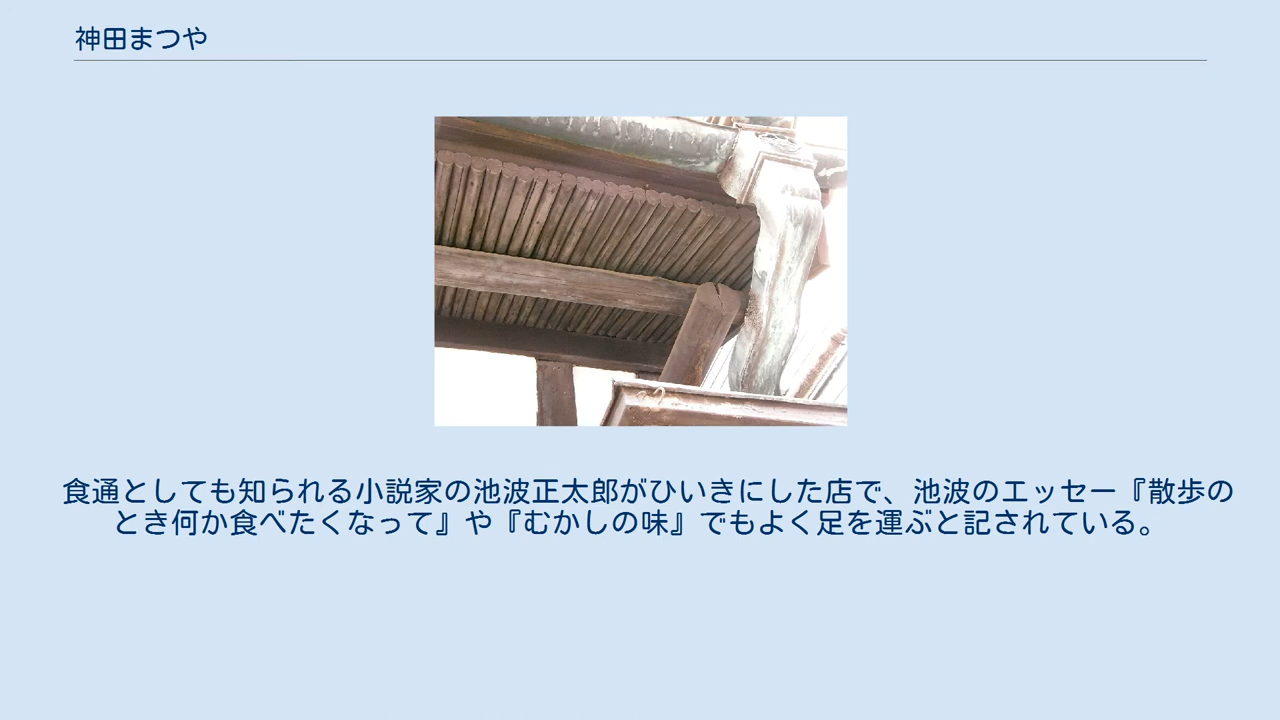 神田まつや
食通としても知られる小説家の池波正太郎がひいきにした店で、池波のエッセー『散歩の
とき何か食べたくなって』や『むかしの味』でもよく足を運ぶと記されている。